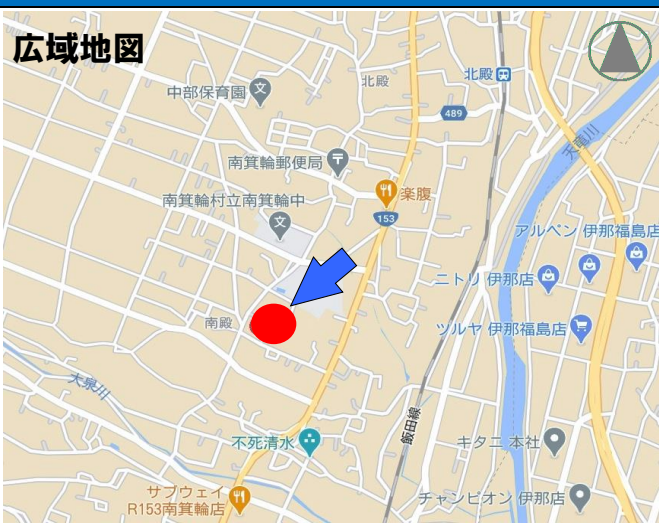 広域地図
北殿
北殿
中部保育園
489
天竜川
南箕輪郵便局
楽腹
南箕輪村立南箕輪中
153
アルペン 伊那福島店
ニトリ 伊那店
南殿
ツルヤ 伊那福島店
大泉川
飯田線
不死清水
キタニ 本社
サブウェイ
R153南箕輪店
チャンピオン 伊那店